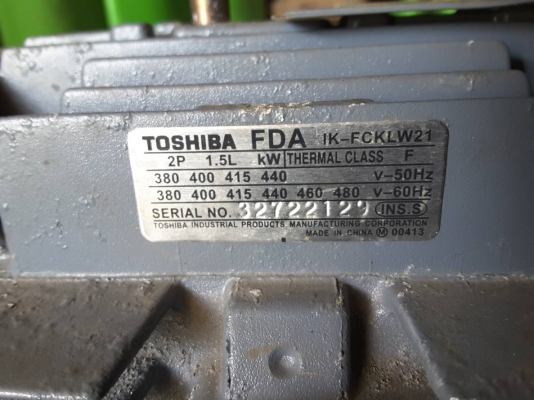 TOSHIBA FDA IK-FCKLW21
2P 1.5L kW THERMAL CLASS F
380 400 415 440 V-50Hz
380 400 415 440 460 480 V-60Hz
SERIAL NO. 32722129 INS.S
TOSHIBA INDUSTRIAL PRODUCTS MANUFACTURING CORPORATION
MADE IN CHINA M 00413